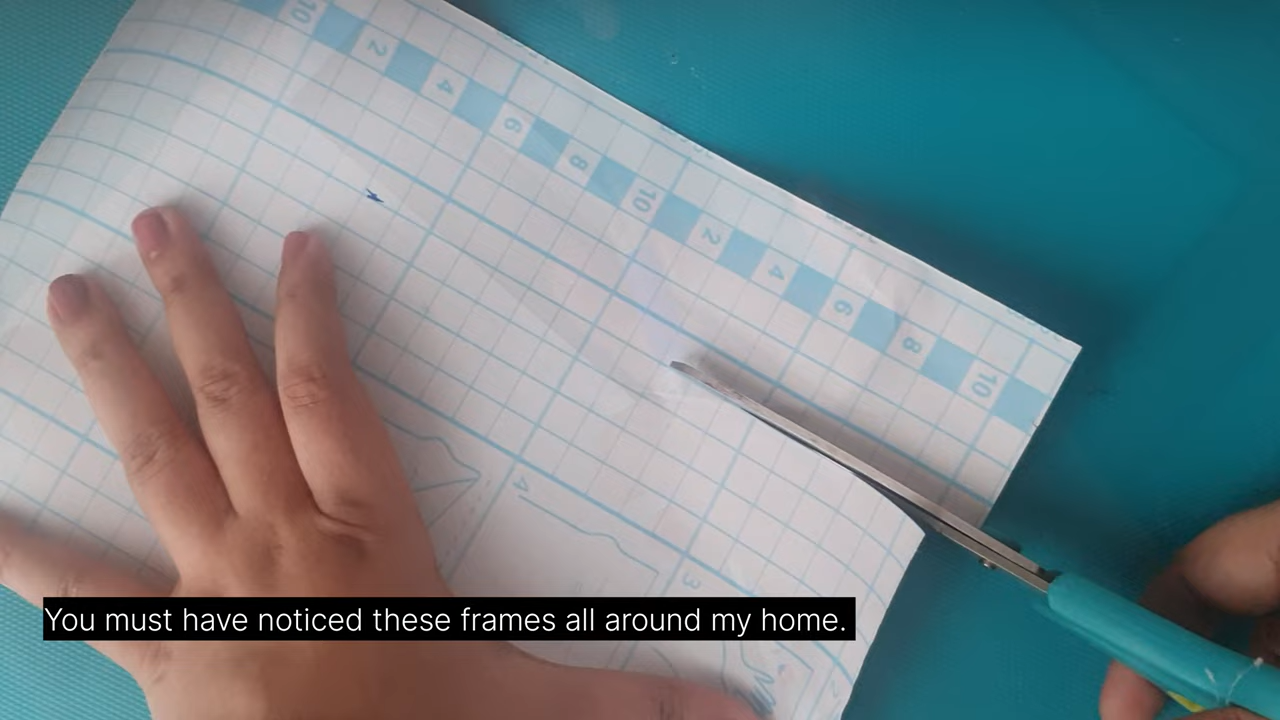 10 2 4 6 8 10 2 4 6 8 10
4
3
2
You must have noticed these frames all around my home.